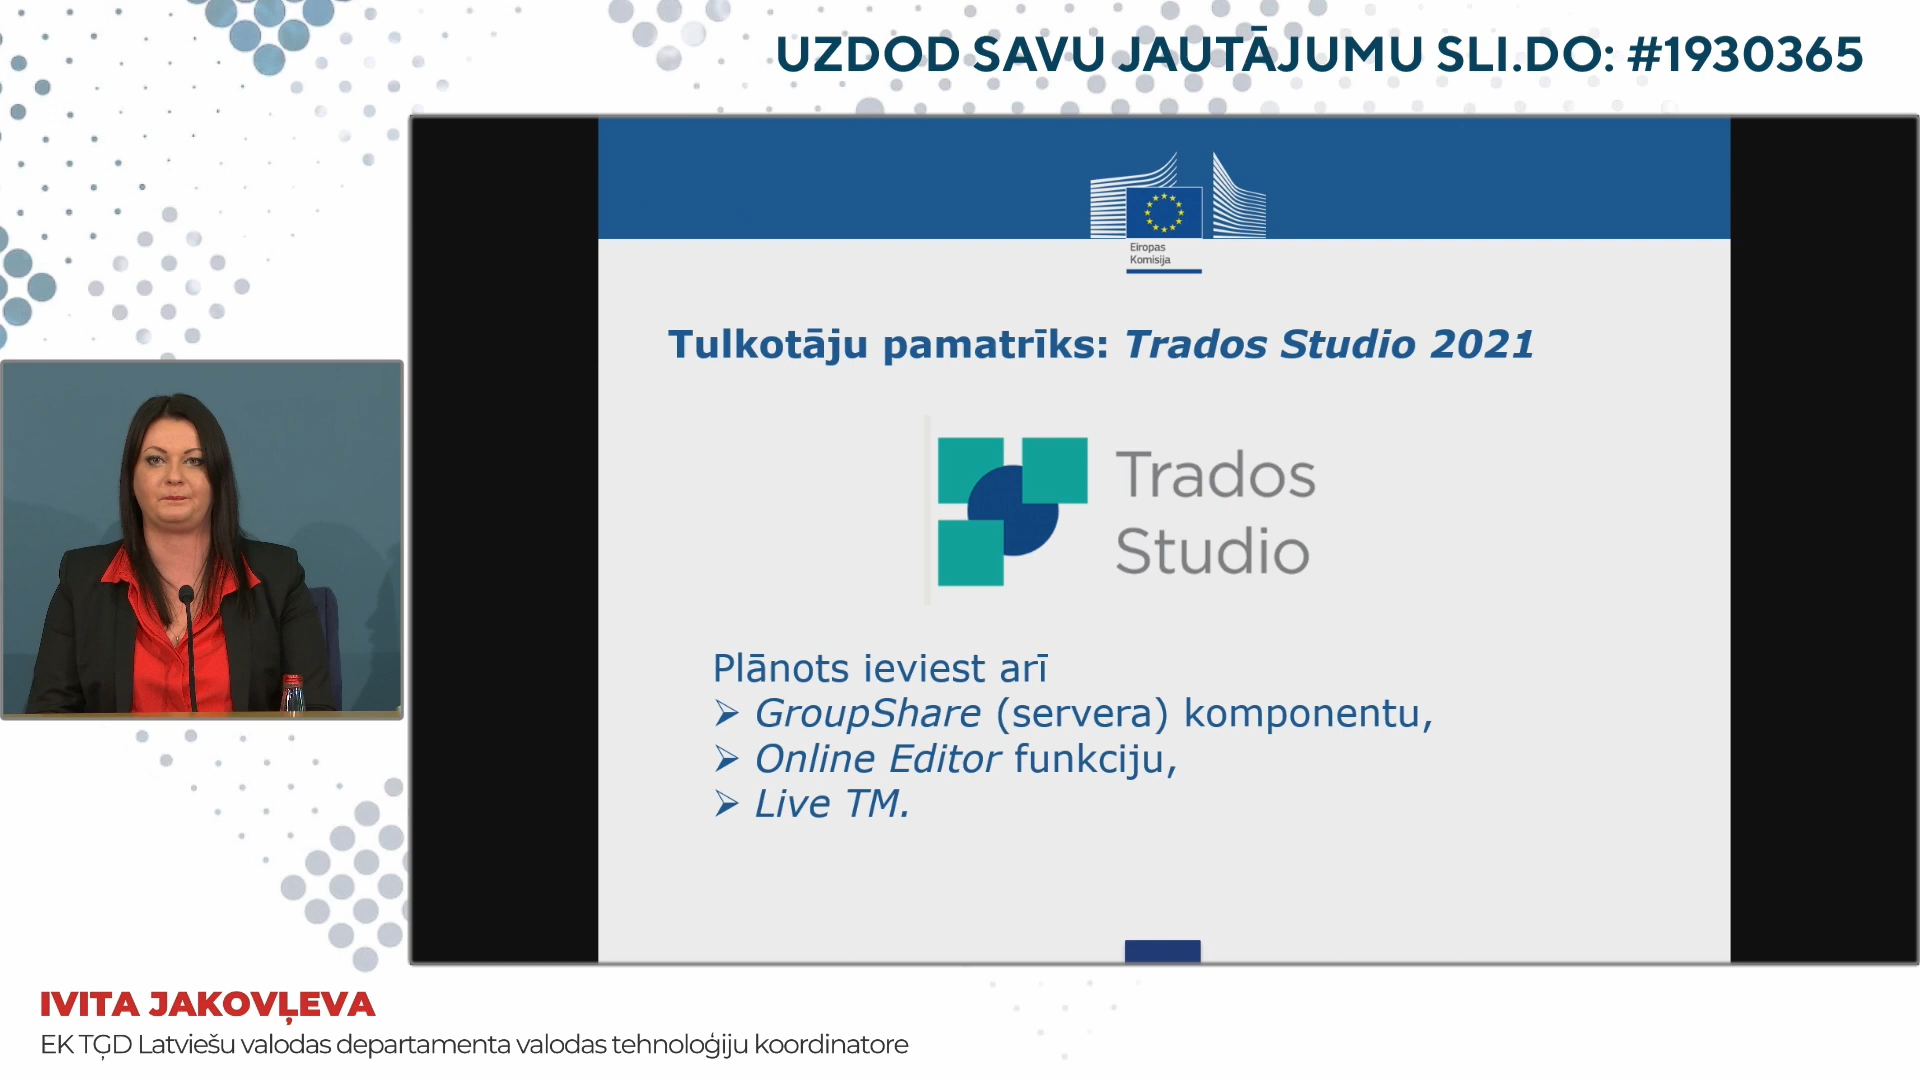 UZDOD SAVU JAUTĀJUMU SLI.DO: #1930365
Eiropas
Komisija
Tulkotāju pamatrīks: Trados Studio 2021
Trados
Studio
Plānots ieviest arī
➢ GroupShare (servera) komponentu,
➢ Online Editor funkciju,
➢ Live TM.
IVITA JAKOVĻEVA
EK TĢD Latviešu valodas departamenta valodas tehnoloģiju koordinatore